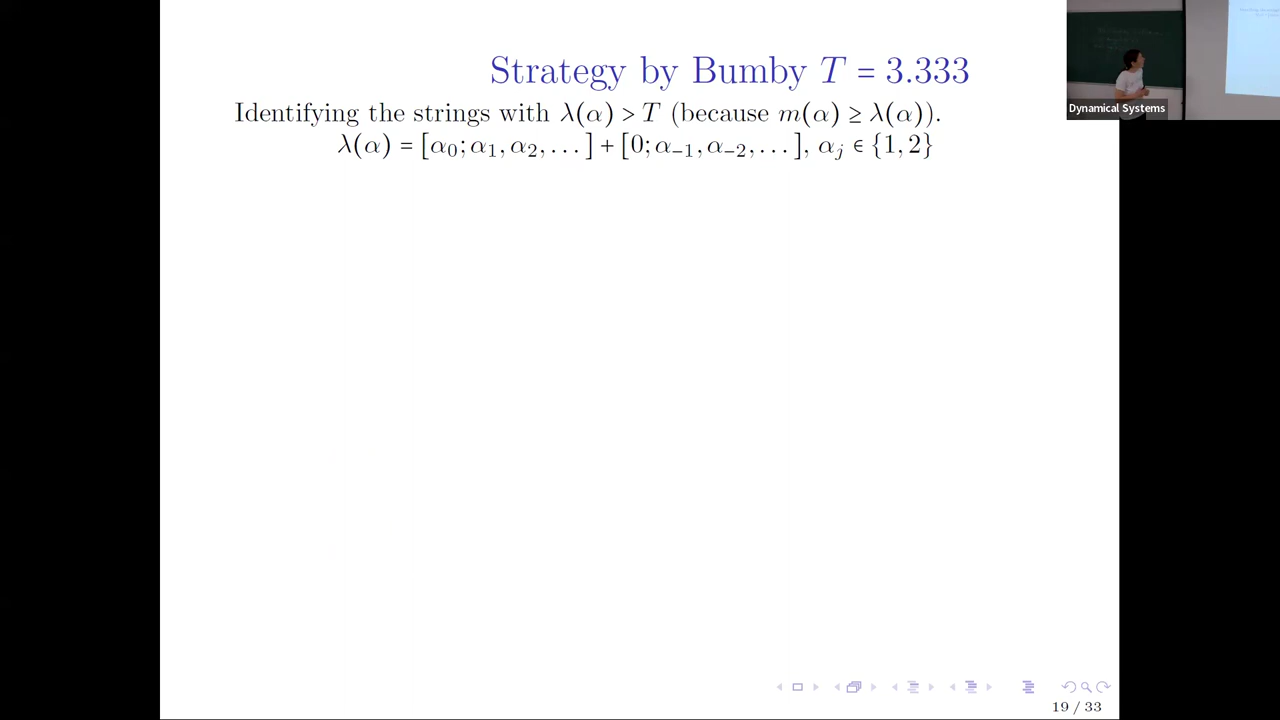 Strategy by Bumby T = 3.333
Identifying the strings with λ(α) > T (because m(α) ≥ λ(α)).
λ(α) = [α₀; α₁, α₂, . . . ] + [0; α₋₁, α₋₂, . . . ], αⱼ ∈ {1, 2}
Dynamical Systems
19 / 33